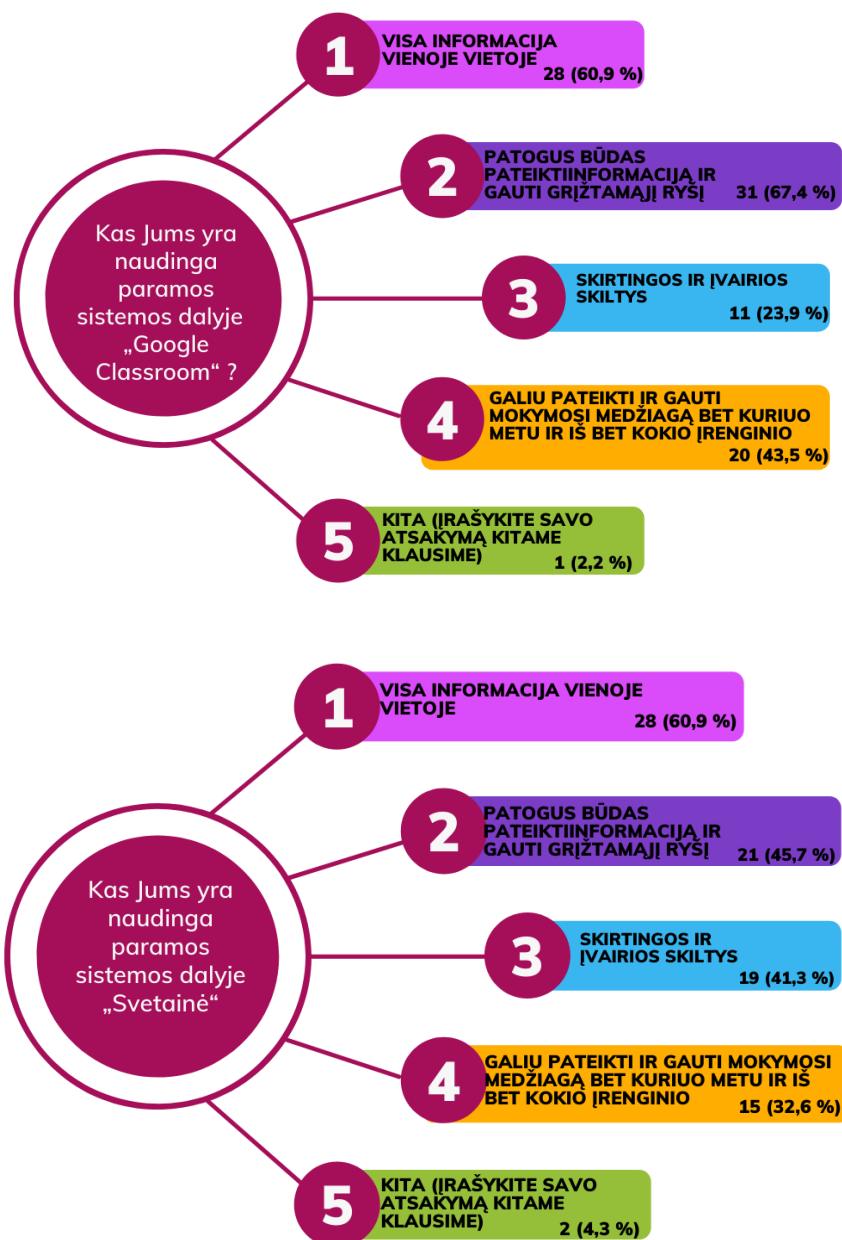 Kas Jums yra
naudinga
paramos
sistemos dalyje
„Google
Classroom“ ?
1
VISA INFORMACIJA
VIENOJE VIETOJE
28 (60,9 %)
2
PATOGUS BŪDAS
PATEIKTIINFORMACIJĄ IR
GAUTI GRĮŽTAMĄJĮ RYŠĮ
31 (67,4 %)
3
SKIRTINGOS IR ĮVAIRIOS
SKILTYS
11 (23,9 %)
4
GALIU PATEIKTI IR GAUTI
MOKYMOSI MEDŽIAGĄ BET KURIUO
METU IR IŠ BET KOKIO ĮRENGINIO
20 (43,5 %)
5
KITA (ĮRAŠYKITE SAVO
ATSAKYMĄ KITAME
KLAUSIME)
1 (2,2 %)
Kas Jums yra
naudinga
paramos
sistemos dalyje
„Svetainė“
1
VISA INFORMACIJA VIENOJE
VIETOJE
28 (60,9 %)
2
PATOGUS BŪDAS
PATEIKTIINFORMACIJĄ IR
GAUTI GRĮŽTAMĄJĮ RYŠĮ
21 (45,7 %)
3
SKIRTINGOS IR
ĮVAIRIOS SKILTYS
19 (41,3 %)
4
GALIU PATEIKTI IR GAUTI MOKYMOSI
MEDŽIAGĄ BET KURIUO METU IR IŠ
BET KOKIO ĮRENGINIO
15 (32,6 %)
5
KITA (ĮRAŠYKITE SAVO
ATSAKYMĄ KITAME
KLAUSIME)
2 (4,3 %)